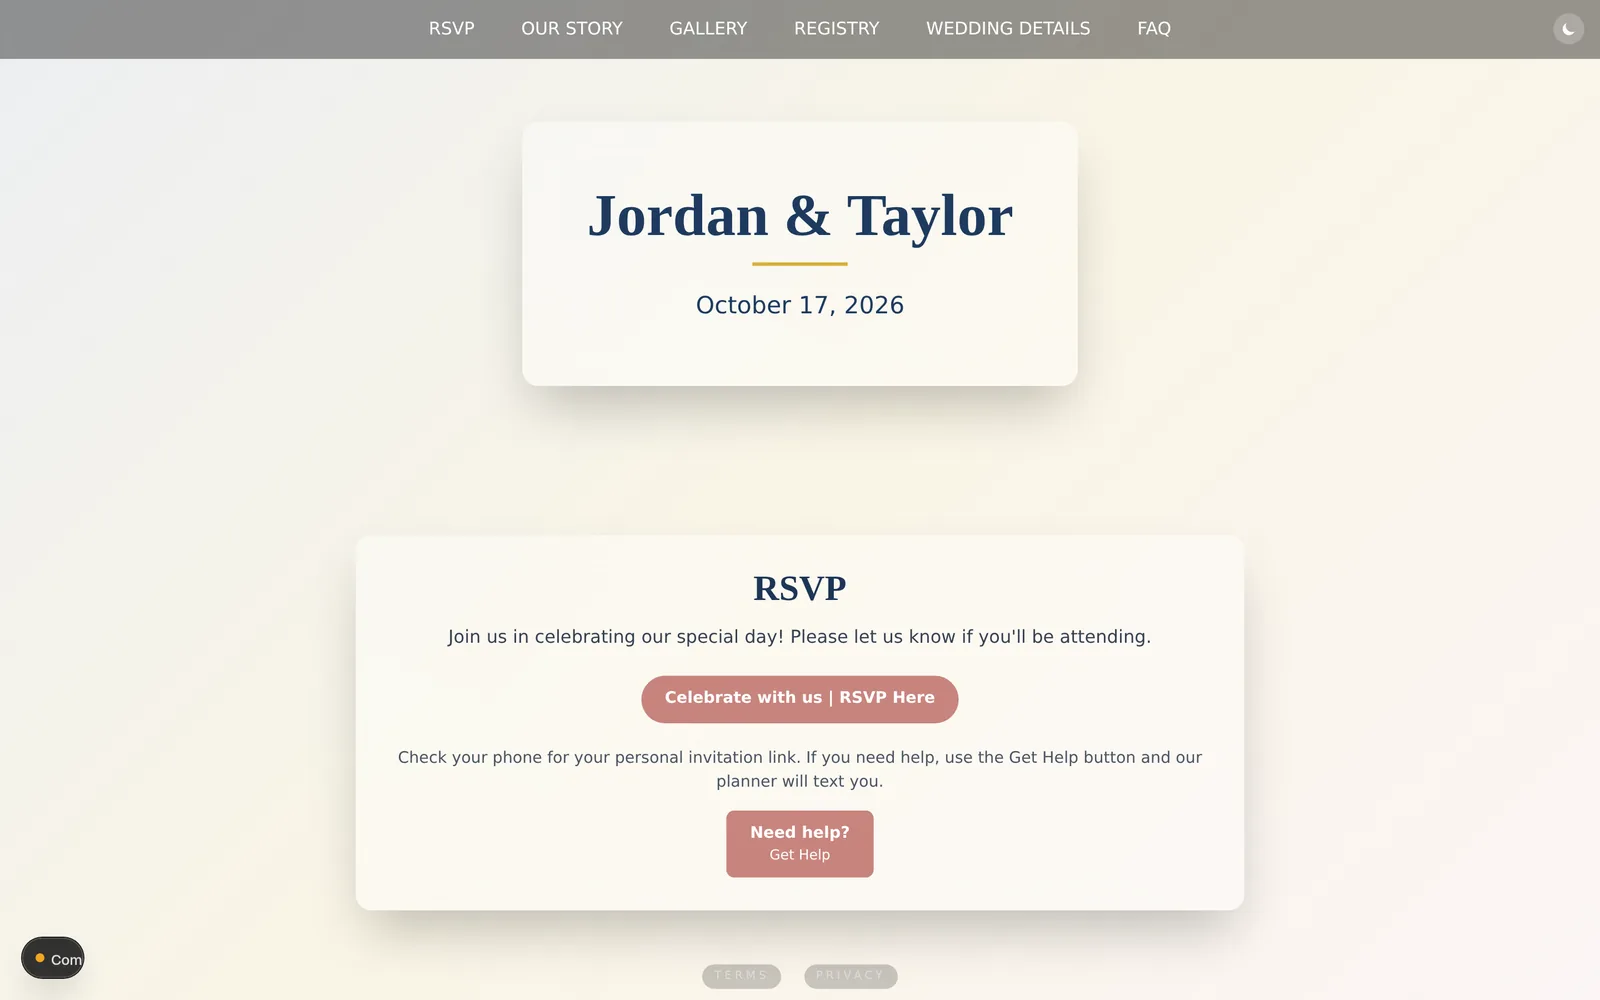 RSVP
OUR STORY
GALLERY
REGISTRY
WEDDING DETAILS
FAQ
Jordan & Taylor
October 17, 2026
RSVP
Join us in celebrating our special day! Please let us know if you'll be attending.
Celebrate with us | RSVP Here
Check your phone for your personal invitation link. If you need help, use the Get Help button and our
planner will text you.
Need help?
Get Help
Com
TERMS
PRIVACY